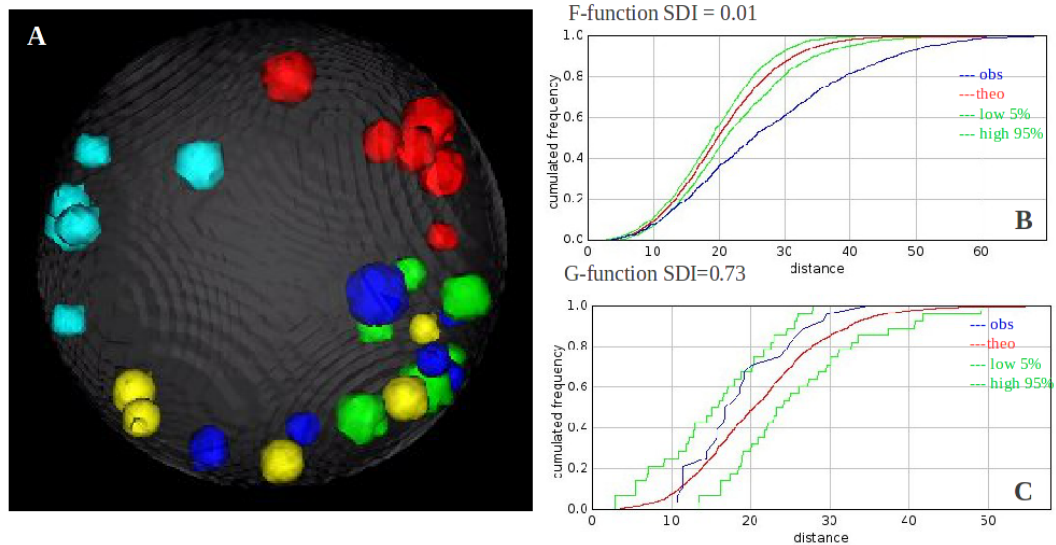 A
F-function SDI = 0.01
cumulated frequency
1.0
0.8
0.6
0.4
0.2
0.0
0 10 20 30 40 50 60
distance
obs
theo
low 5%
high 95%
B
G-function SDI=0.73
cumulated frequency
1.0
0.8
0.6
0.4
0.2
0.0
0 10 20 30 40 50
distance
obs
theo
low 5%
high 95%
C